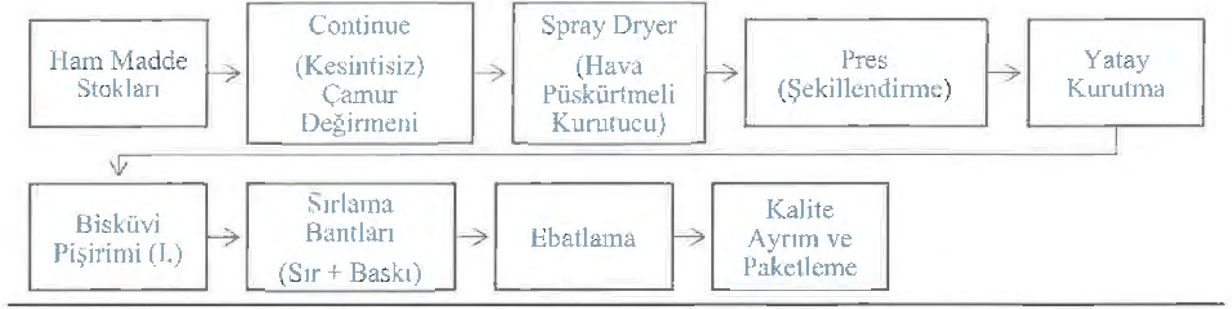 Ham Madde
Stokları
Continue
(Kesintisiz)
Çamur
Değirmeni
Spray Dryer
(Hava
Püskürtmeli
Kurutucu)
Pres
(Şekillendirme)
Yatay
Kurutma
Bisküvi
Pişirimi (I.)
Sırlama
Bantları
(Sır + Baskı)
Ebatlama
Kalite
Ayrım ve
Paketleme